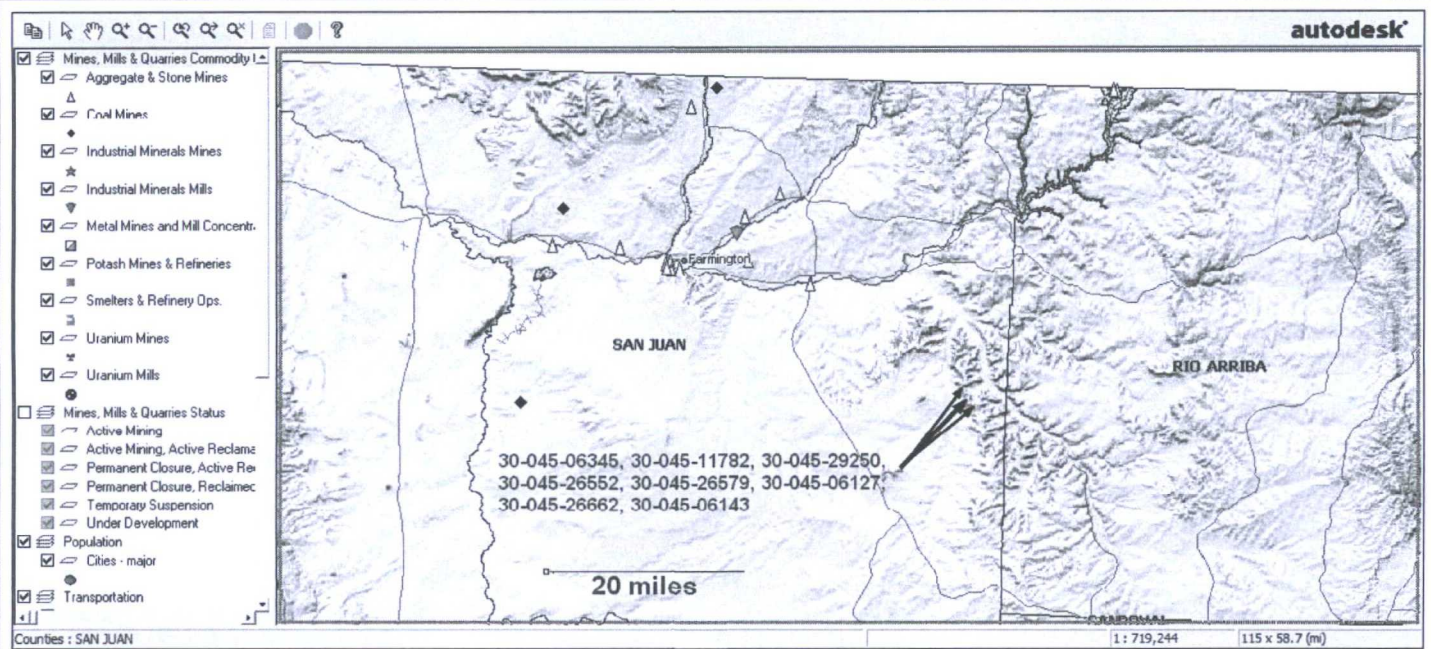 autodesk
Mines, Mills & Quarries Commodity
Aggregate & Stone Mines
Coal Mines
Industrial Minerals Mines
Industrial Minerals Mills
Metal Mines and Mill Concentr
Potash Mines & Refineries
Smelters & Refinery Ops.
Uranium Mines
Uranium Mills
Mines, Mills & Quarries Status
Active Mining
Active Mining, Active Reclama
Permanent Closure, Active Re
Permanent Closure, Reclaimec
Temporary Suspension
Under Development
Population
Cities - major
Transportation
Farmington
SAN JUAN
RIO ARRIBA
30-045-06345, 30-045-11782, 30-045-29250,
30-045-26552, 30-045-26579, 30-045-06127,
30-045-26662, 30-045-06143
20 miles
Counties : SAN JUAN
1 : 719,244
115 x 58.7 (mi)